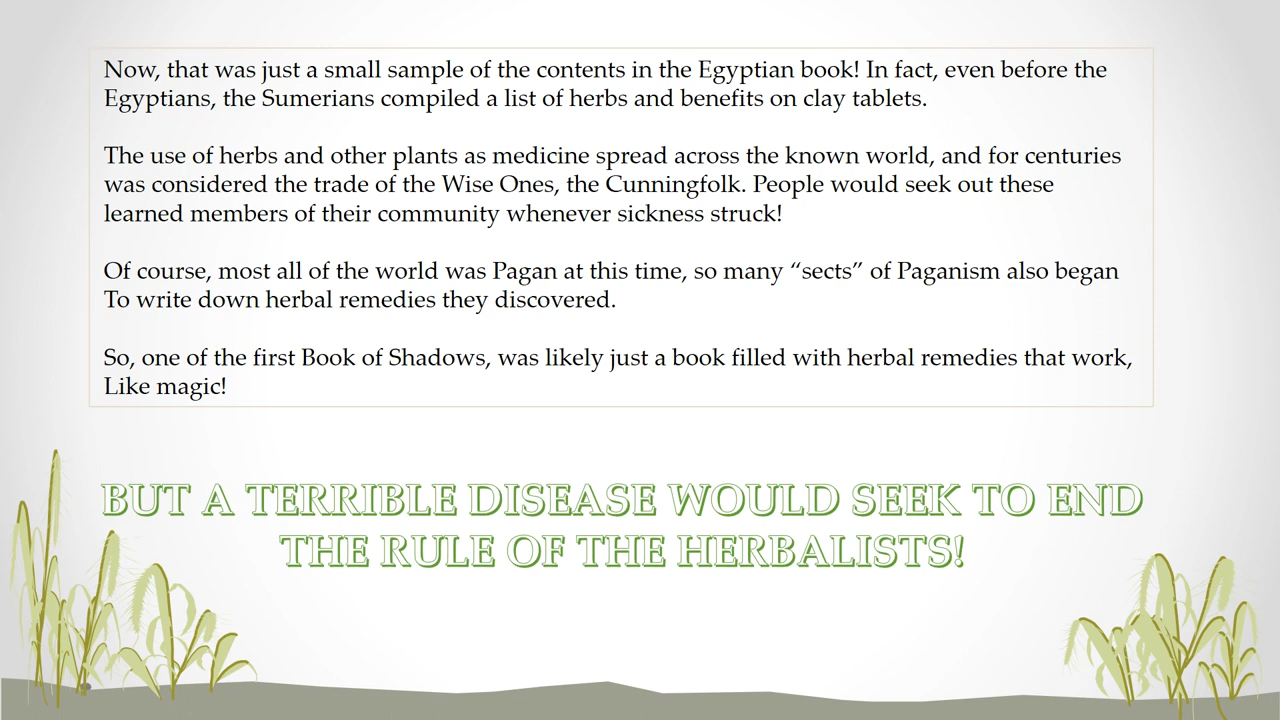 Now, that was just a small sample of the contents in the Egyptian book! In fact, even before the
Egyptians, the Sumerians compiled a list of herbs and benefits on clay tablets.
The use of herbs and other plants as medicine spread across the known world, and for centuries
was considered the trade of the Wise Ones, the Cunningfolk. People would seek out these
learned members of their community whenever sickness struck!
Of course, most all of the world was Pagan at this time, so many “sects” of Paganism also began
To write down herbal remedies they discovered.
So, one of the first Book of Shadows, was likely just a book filled with herbal remedies that work,
Like magic!
BUT A TERRIBLE DISEASE WOULD SEEK TO END
THE RULE OF THE HERBALISTS!